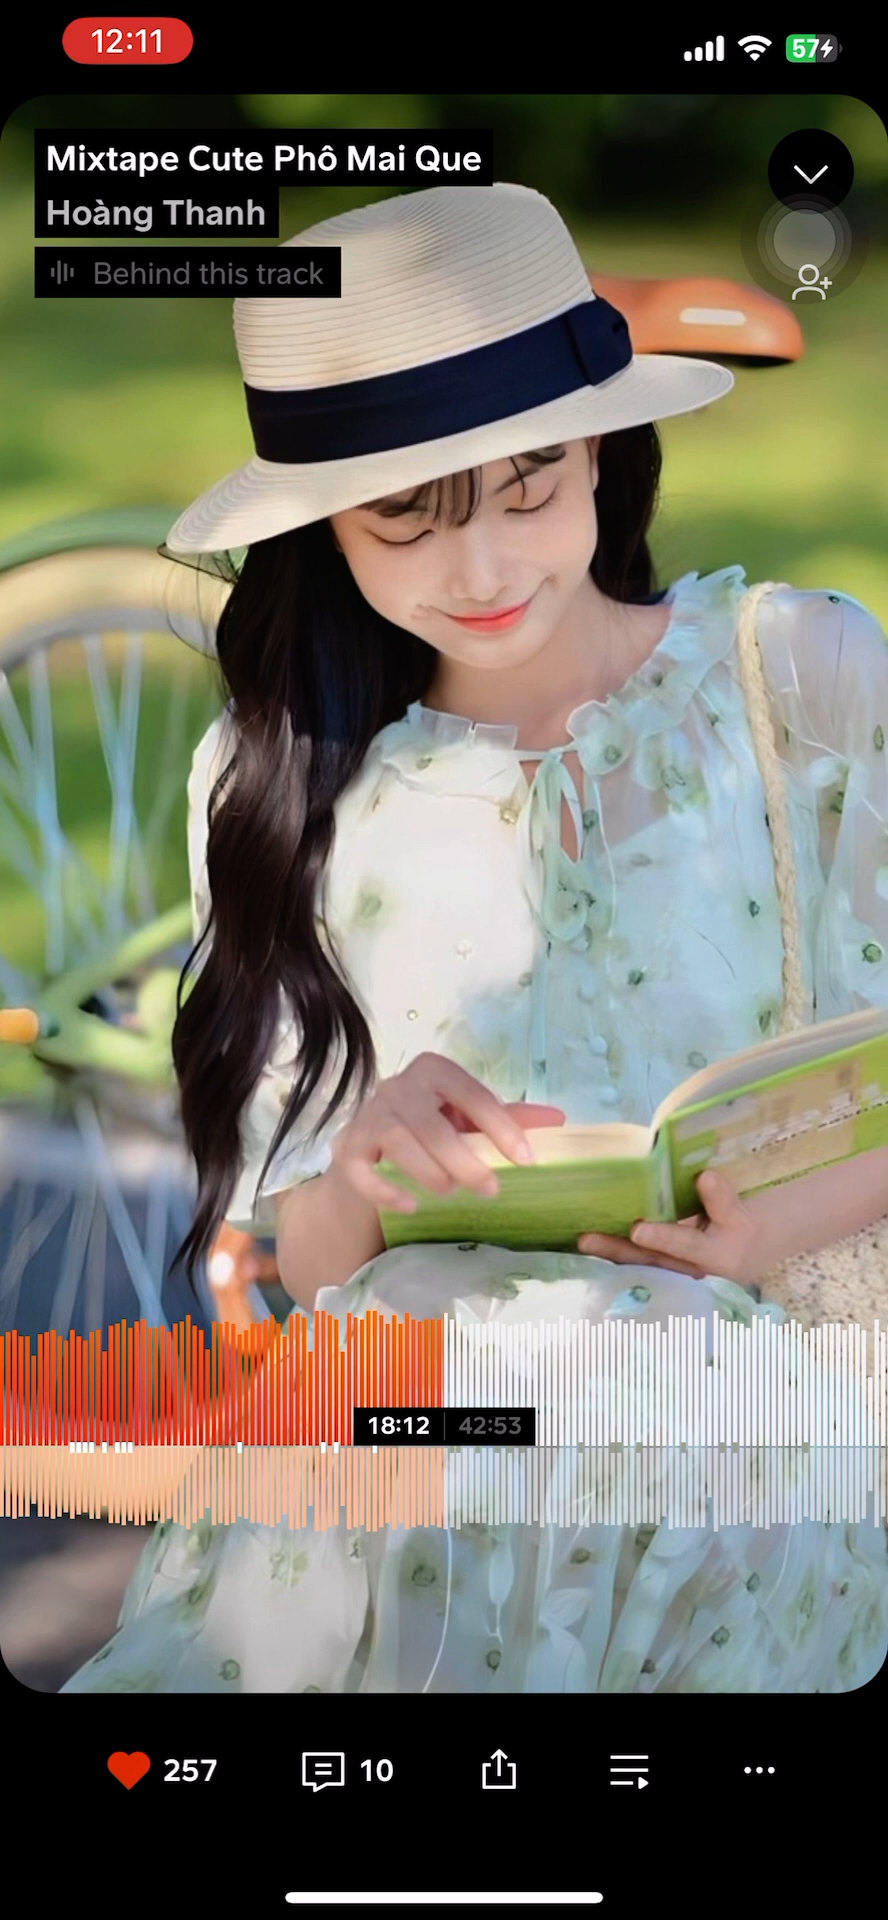 12:11
57
Mixtape Cute Phô Mai Que
Hoàng Thanh
Behind this track
18:12 42:53
257 10